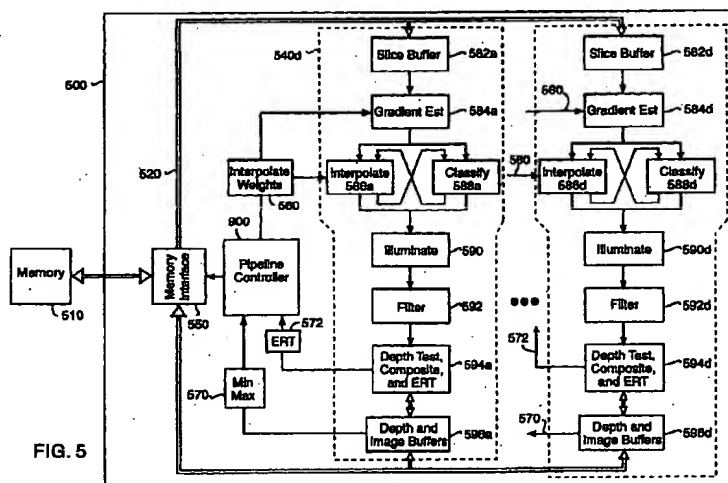 500
520
540d
Slice Buffer
582a
Gradient Est
584a
Interpolate
Weights
560
Interpolate
586a
Classify
588a
560
Illuminate
590
Filter
592
Depth Test,
Composite,
and ERT
594a
Depth and
Image Buffers
596a
Memory
510
Memory
Interface
550
900
Pipeline
Controller
572
ERT
570
Min
Max
Slice Buffer
582d
560
Gradient Est
584d
Interpolate
586d
Classify
588d
Illuminate
590d
Filter
592d
572
Depth Test,
Composite,
and ERT
594d
570
Depth and
Image Buffers
596d
FIG. 5